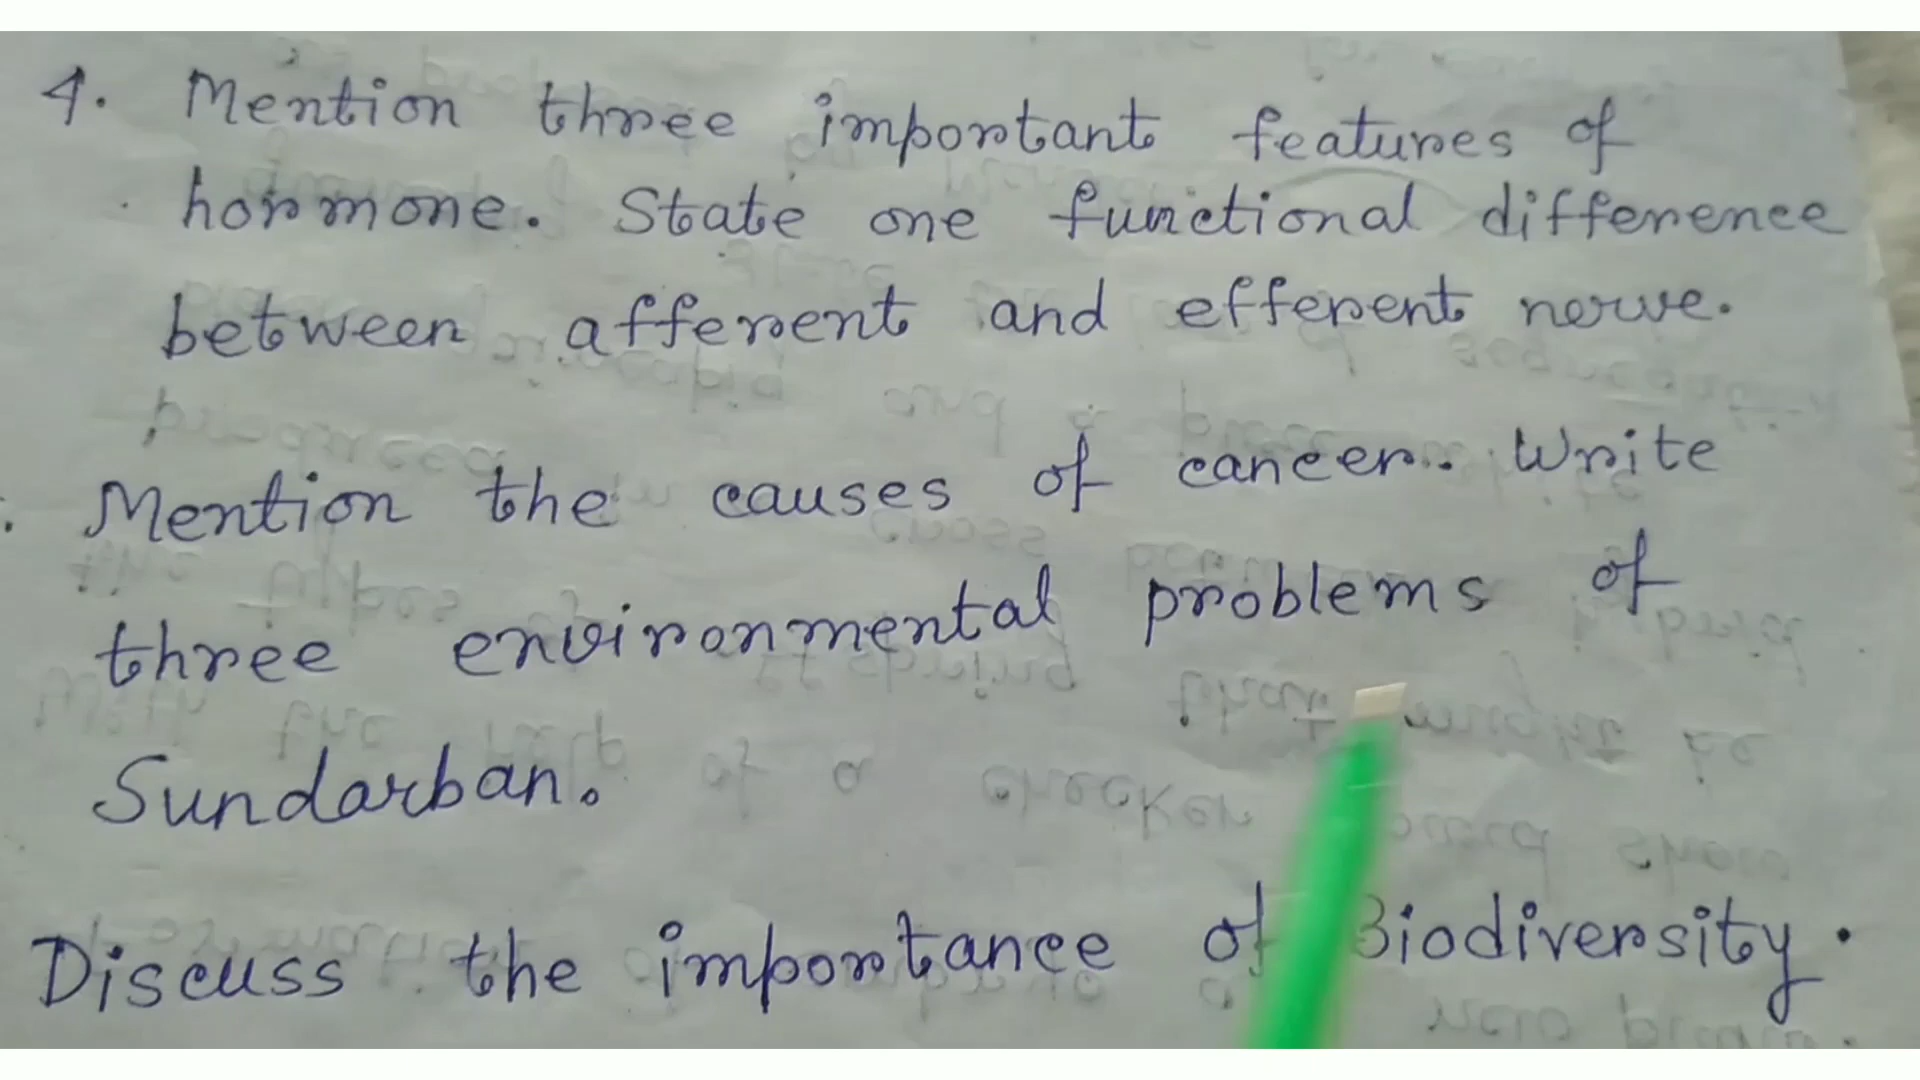 4. Mention three important features of
hormone. State one functional difference
between afferent and efferent nerve.
Mention the causes of cancer. Write
three environmental problems of
Sundarban.
Discuss the importance of Biodiversity.